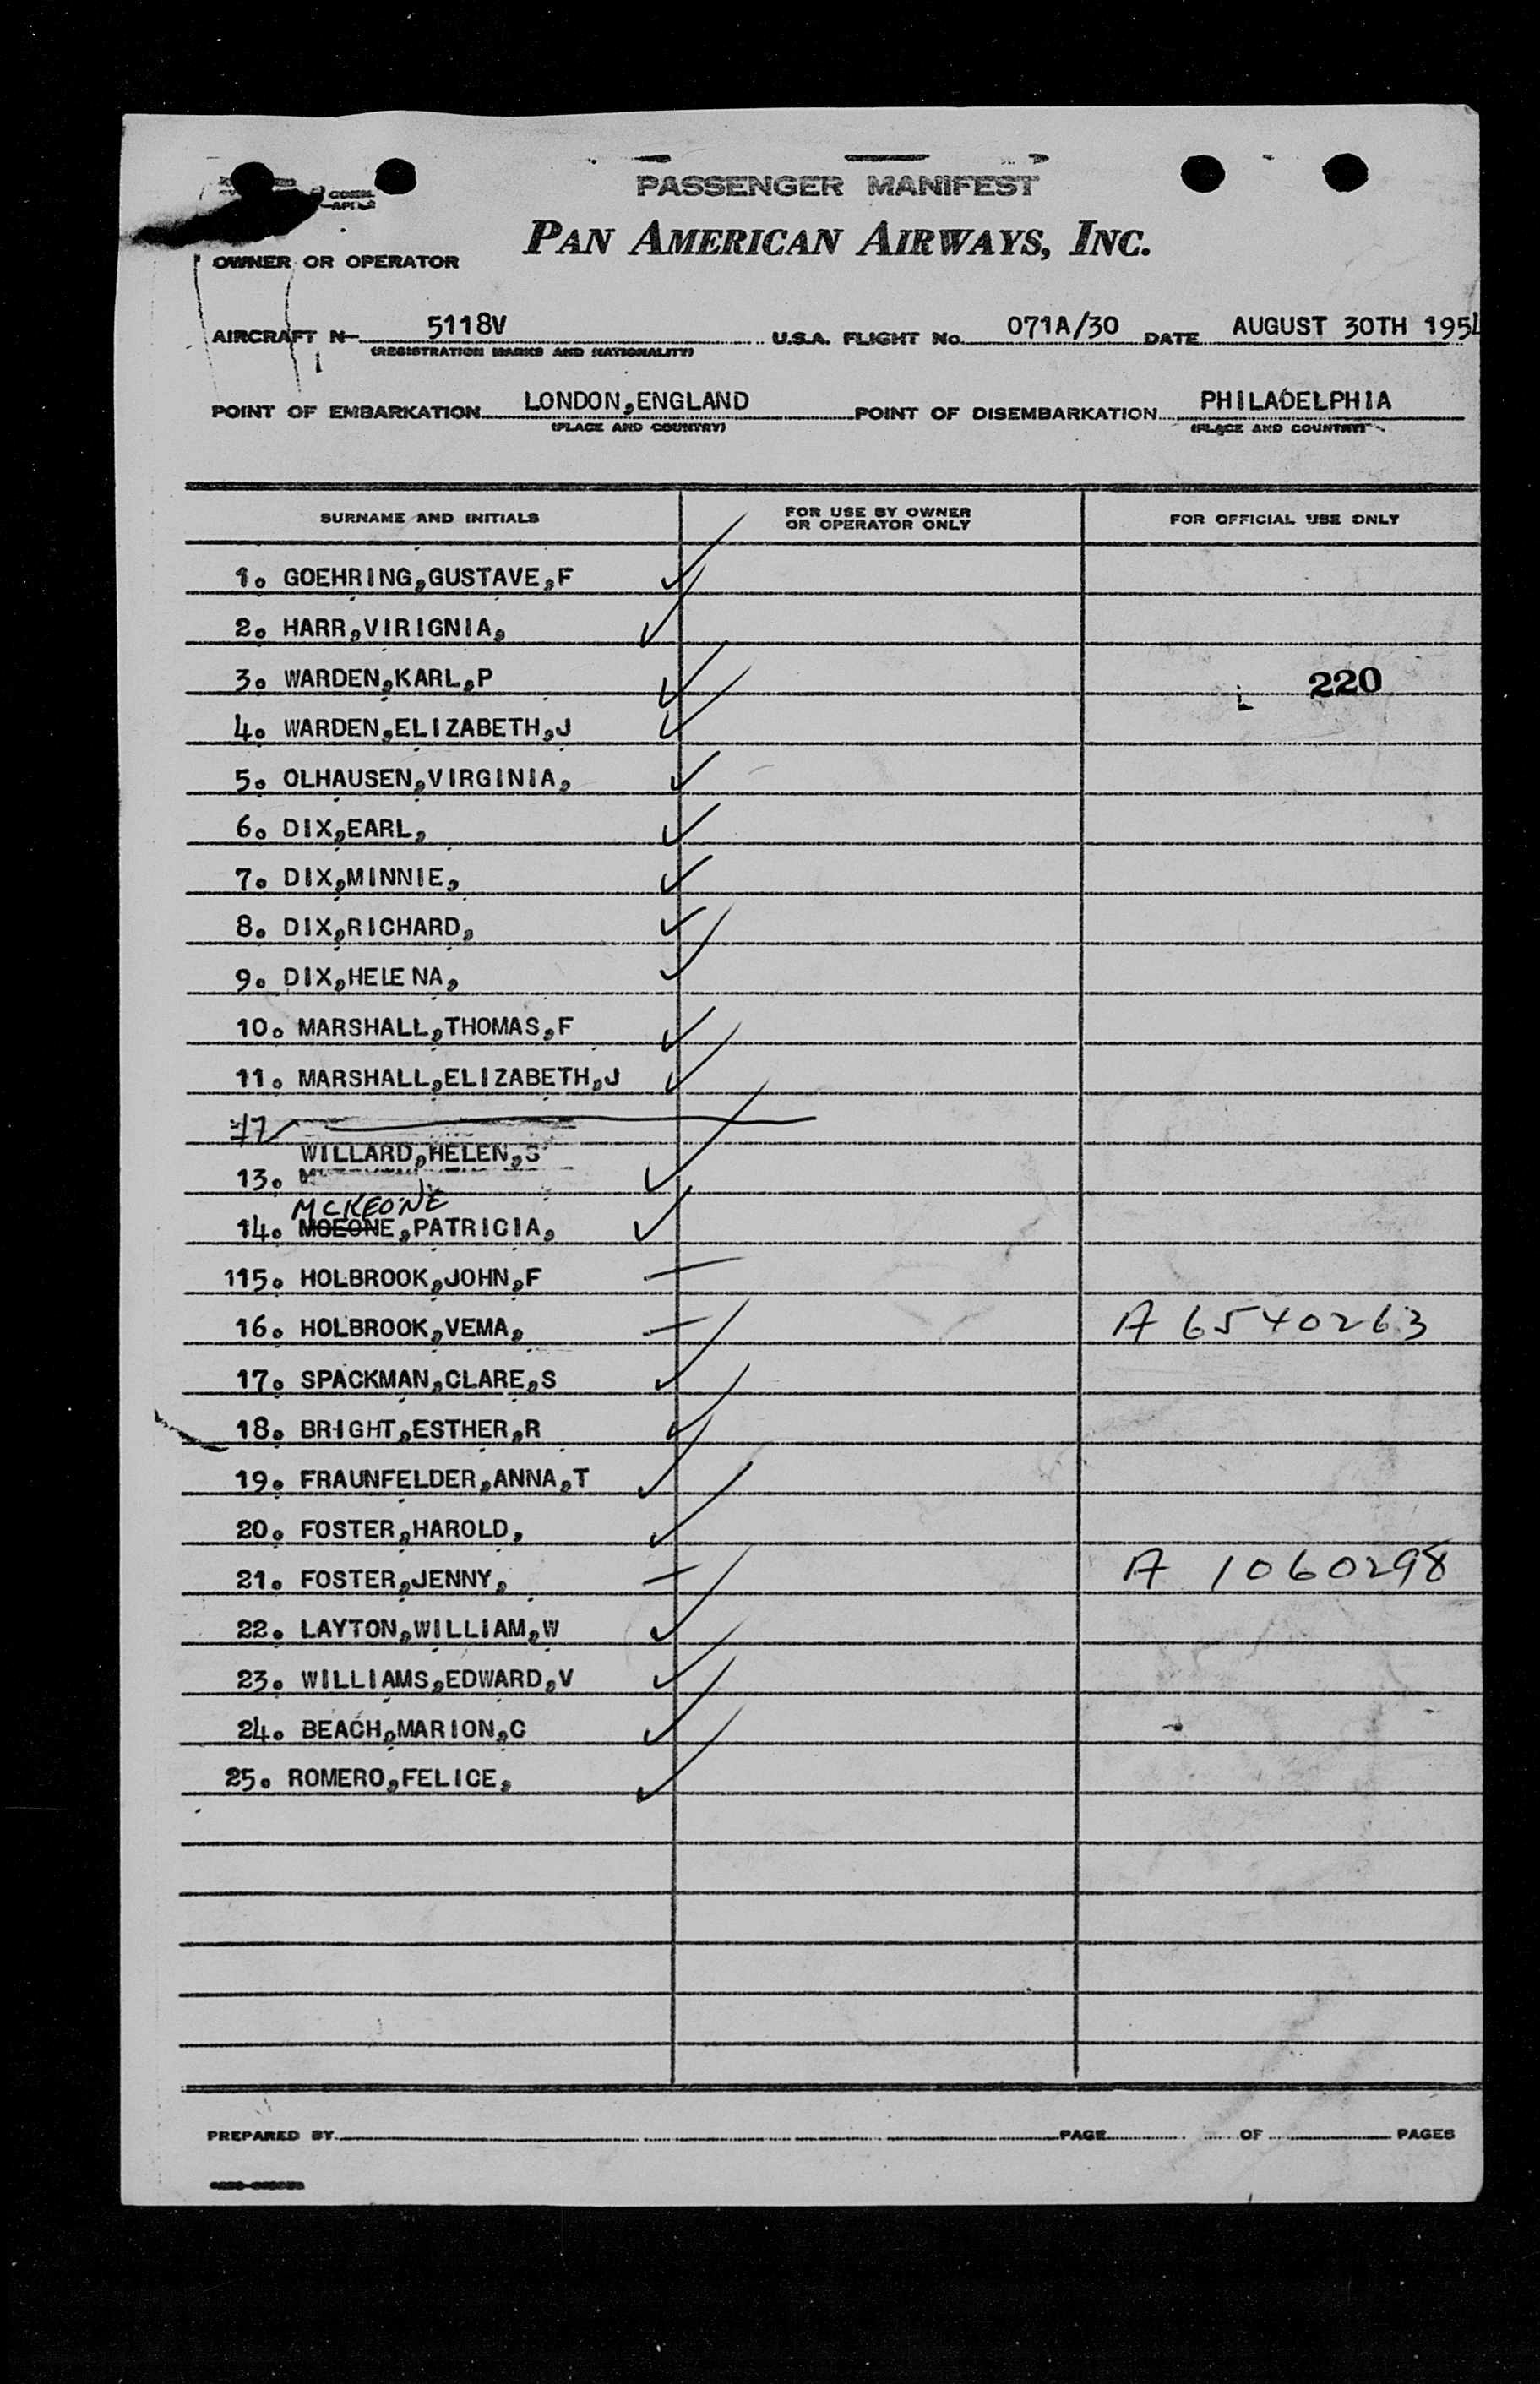 PASSENGER MANIFEST
PAN AMERICAN AIRWAYS, INC.
OWNER OR OPERATOR
AIRCRAFT N 5118V U.S.A. FLIGHT No. 071A/30 DATE AUGUST 30TH 195
(REGISTRATION MARKS AND NATIONALITY)
POINT OF EMBARKATION LONDON,ENGLAND POINT OF DISEMBARKATION PHILADELPHIA
(PLACE AND COUNTRY) (PLACE AND COUNTRY)
SURNAME AND INITIALS FOR USE BY OWNER OR OPERATOR ONLY FOR OFFICIAL USE ONLY
1. GOEHRING,GUSTAVE,F
2. HARR,VIRIGNIA,
3. WARDEN,KARL,P 220
4. WARDEN,ELIZABETH,J
5. OLHAUSEN,VIRGINIA,
6. DIX,EARL,
7. DIX,MINNIE,
8. DIX,RICHARD,
9. DIX,HELENA,
10. MARSHALL,THOMAS,F
11. MARSHALL,ELIZABETH,J
WILLARD,HELEN,S
13.
MCKEONE
14. MOEONE,PATRICIA,
115. HOLBROOK,JOHN,F
16. HOLBROOK,VEMA, A 6540263
17. SPACKMAN,CLARE,S
18. BRIGHT,ESTHER,R
19. FRAUNFELDER,ANNA,T
20. FOSTER,HAROLD,
21. FOSTER,JENNY, A 1060298
22. LAYTON,WILLIAM,W
23. WILLIAMS,EDWARD,V
24. BEACH,MARION,C
25. ROMERO,FELICE,
PREPARED BY PAGE OF PAGES